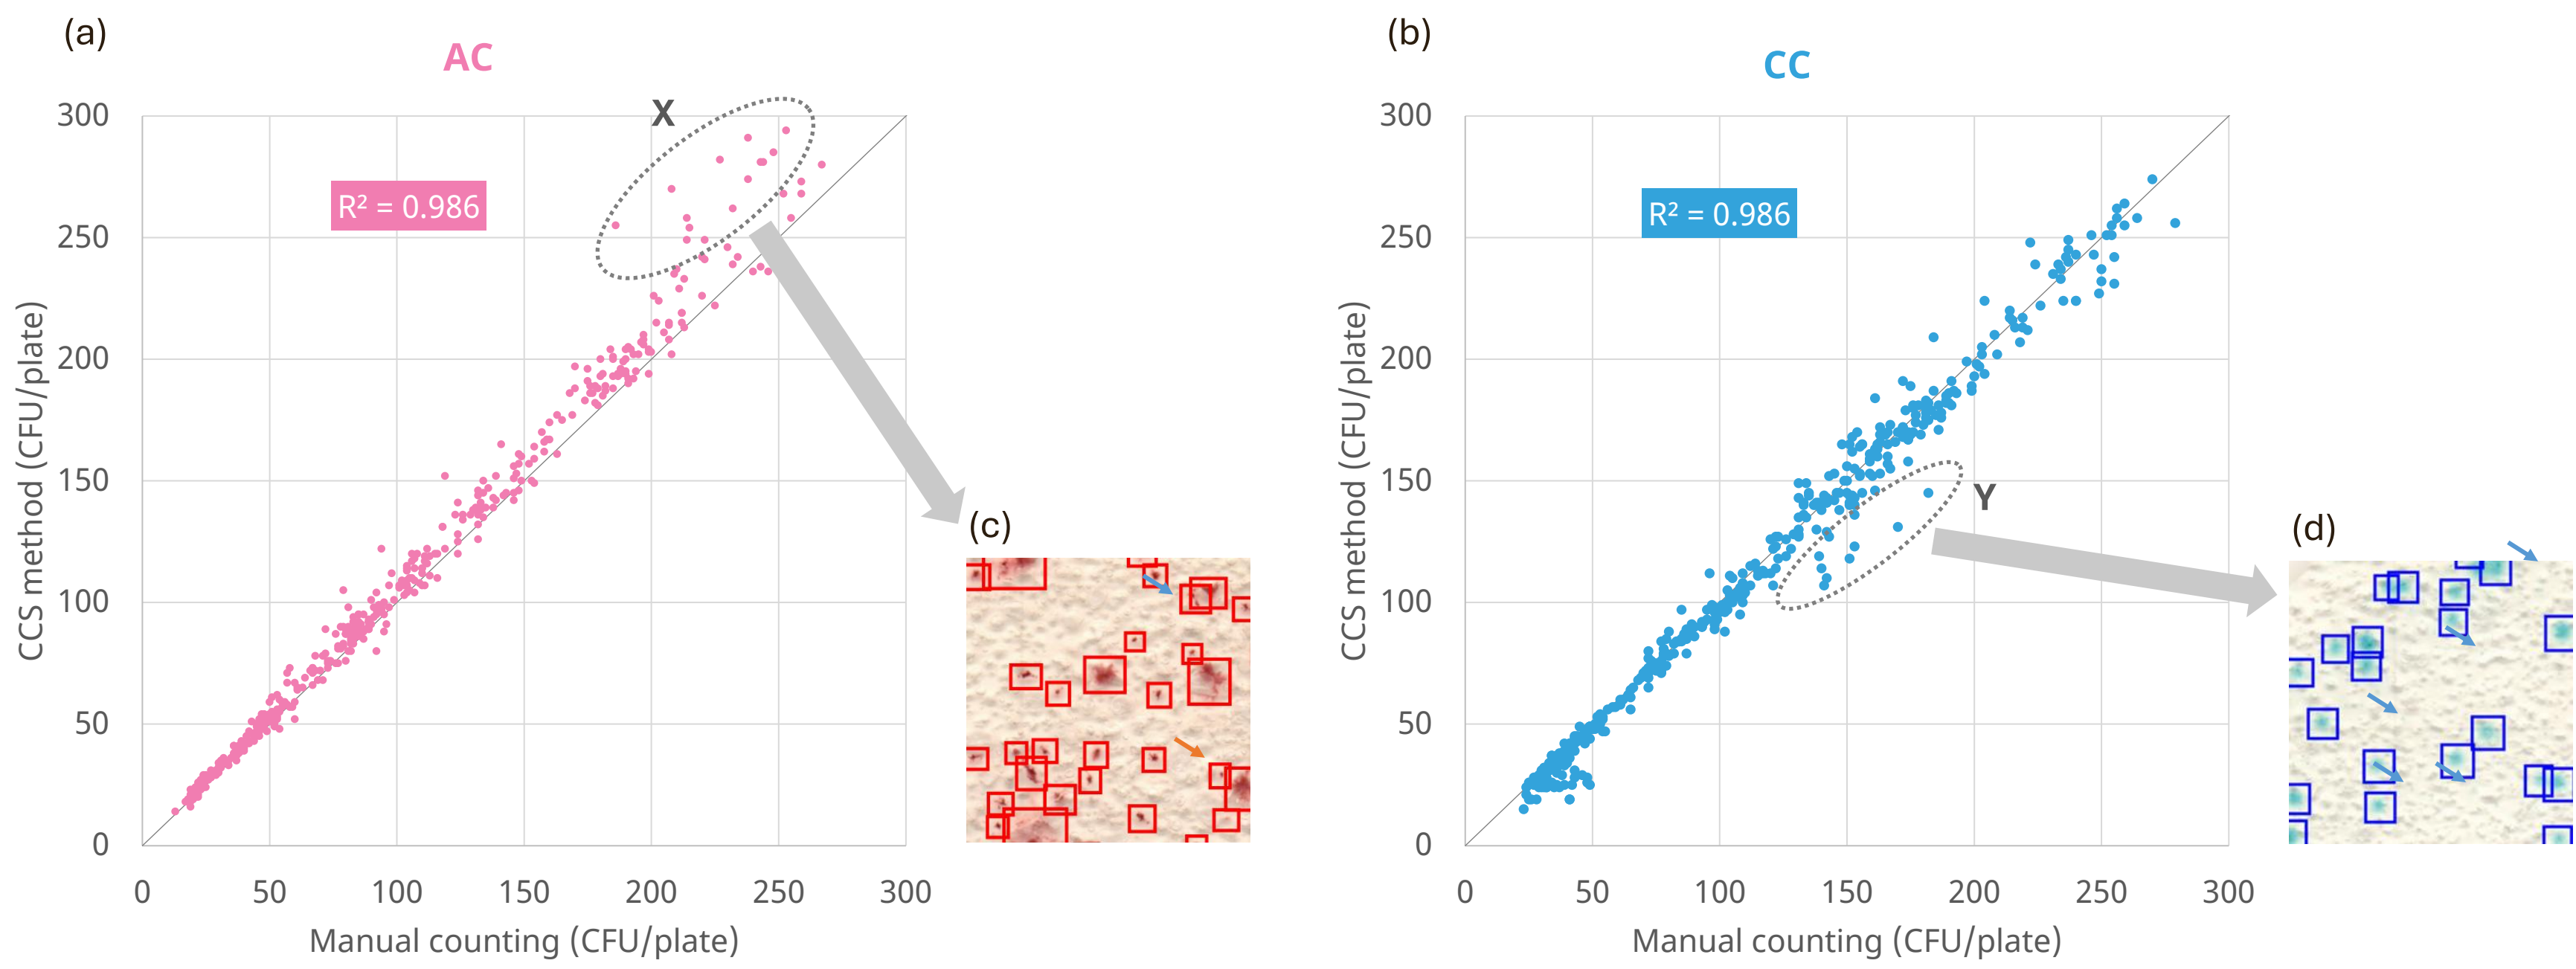 (a)
AC
X
R² = 0.986
CCS method (CFU/plate)
300
250
200
150
100
50
0
0 50 100 150 200 250 300
Manual counting (CFU/plate)
(c)
(b)
CC
R² = 0.986
Y
CCS method (CFU/plate)
300
250
200
150
100
50
0
0 50 100 150 200 250 300
Manual counting (CFU/plate)
(d)